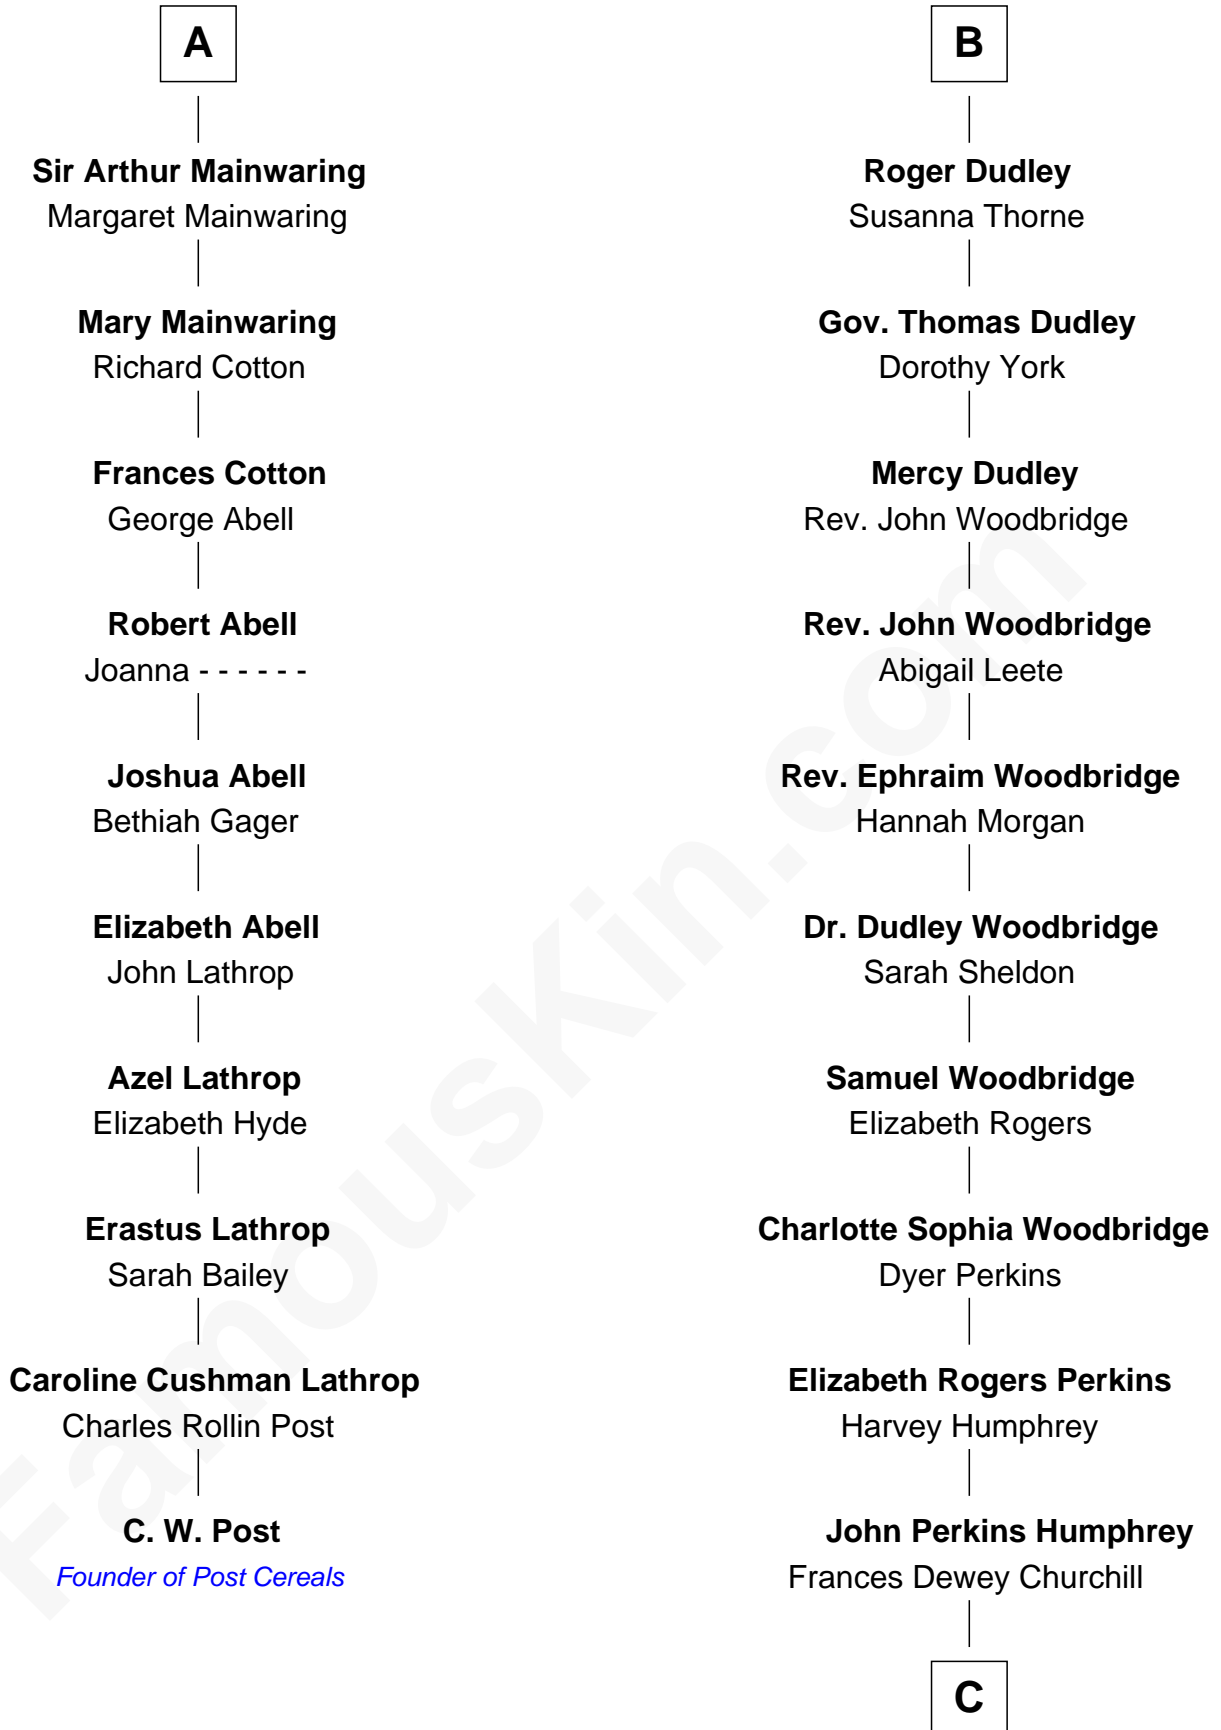 A
Sir Arthur Mainwaring
Margaret Mainwaring
Mary Mainwaring
Richard Cotton
Frances Cotton
George Abell
Robert Abell
Joanna - - - - - -
Joshua Abell
Bethiah Gager
Elizabeth Abell
John Lathrop
Azel Lathrop
Elizabeth Hyde
Erastus Lathrop
Sarah Bailey
Caroline Cushman Lathrop
Charles Rollin Post
C. W. Post
Founder of Post Cereals
B
Roger Dudley
Susanna Thorne
Gov. Thomas Dudley
Dorothy York
Mercy Dudley
Rev. John Woodbridge
Rev. John Woodbridge
Abigail Leete
Rev. Ephraim Woodbridge
Hannah Morgan
Dr. Dudley Woodbridge
Sarah Sheldon
Samuel Woodbridge
Elizabeth Rogers
Charlotte Sophia Woodbridge
Dyer Perkins
Elizabeth Rogers Perkins
Harvey Humphrey
John Perkins Humphrey
Frances Dewey Churchill
C
FamousKin.com